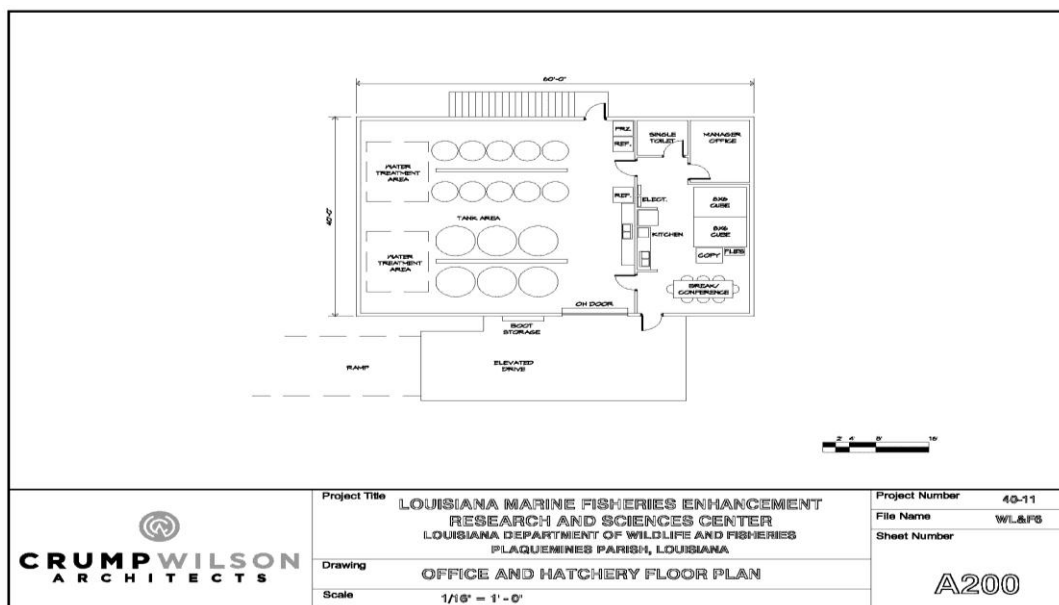 60'-0"
40'-0"
FRZ.
REF.
SINGLE
TOILET
MANAGER
OFFICE
WATER
TREATMENT
AREA
REF.
ELECT.
8X6
CUBE
TANK AREA
KITCHEN
8X6
CUBE
COPY
FILES
WATER
TREATMENT
AREA
BREAK/
CONFERENCE
OH DOOR
BOOT
STORAGE
RAMP
ELEVATED
DRIVE
2' 4' 8' 16'
CRUMPWILSON
ARCHITECTS
Project Title
LOUISIANA MARINE FISHERIES ENHANCEMENT
RESEARCH AND SCIENCES CENTER
LOUISIANA DEPARTMENT OF WILDLIFE AND FISHERIES
PLAQUEMINES PARISH, LOUISIANA
Drawing
OFFICE AND HATCHERY FLOOR PLAN
Scale
1/16" = 1'-0"
Project Number 40-11
File Name WL&F6
Sheet Number
A200